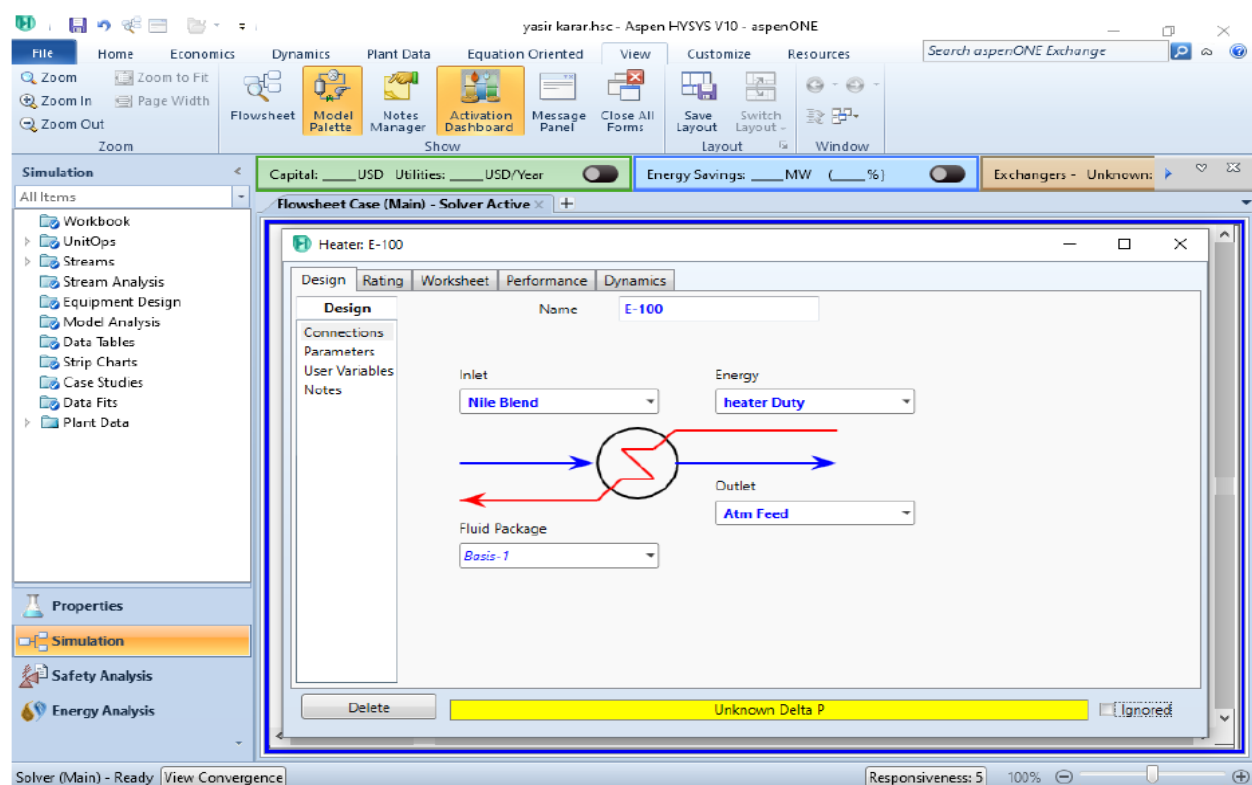 yasir karar.hsc - Aspen HYSYS V10 - aspenONE
File Home Economics Dynamics Plant Data Equation Oriented View Customize Resources Search aspenONE Exchange
Zoom Zoom to Fit
Zoom In Page Width
Zoom Out
Flowsheet Model Palette Notes Manager Activation Dashboard Message Panel Close All Forms Save Layout Switch Layout
Zoom Show Layout Window
Simulation < Capital: ____USD Utilities: ____USD/Year Energy Savings: ____MW (____%) Exchangers - Unknown:
All Items Flowsheet Case (Main) - Solver Active × +
Workbook
UnitOps
Streams
Stream Analysis
Equipment Design
Model Analysis
Data Tables
Strip Charts
Case Studies
Data Fits
Plant Data
Properties
Simulation
Safety Analysis
Energy Analysis
Heater: E-100
Design Rating Worksheet Performance Dynamics
Design
Connections
Parameters
User Variables
Notes
Name E-100
Inlet Energy
Nile Blend heater Duty
Outlet
Atm Feed
Fluid Package
Basis-1
Delete Unknown Delta P Ignored
Solver (Main) - Ready View Convergence Responsiveness: 5 100%